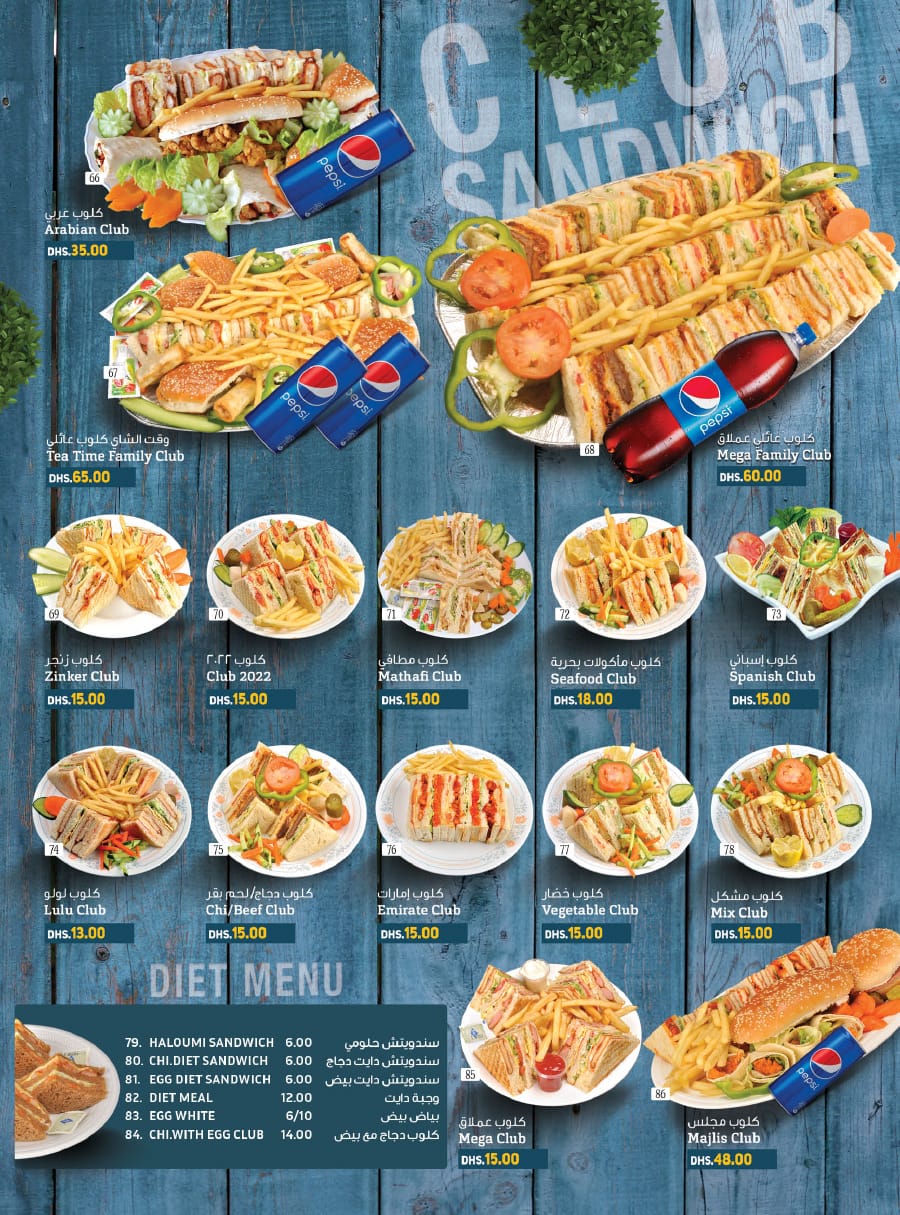 CLUB
SANDWICH
pepsi
66
كلوب عربي
Arabian Club
DHS.35.00
67
pepsi
pepsi
وقت الشاي كلوب عائلي
Tea Time Family Club
DHS.65.00
68
pepsi
كلوب عائلي عملاق
Mega Family Club
DHS.60.00
69
كلوب زنجر
Zinker Club
DHS.15.00
70
كلوب ٢٠٢٢
Club 2022
DHS.15.00
71
كلوب مطافي
Mathafi Club
DHS.15.00
72
كلوب مأكولات بحرية
Seafood Club
DHS.18.00
73
كلوب إسباني
Spanish Club
DHS.15.00
74
كلوب لولو
Lulu Club
DHS.13.00
75
كلوب دجاج/لحم بقر
Chi/Beef Club
DHS.15.00
76
كلوب إمارات
Emirate Club
DHS.15.00
77
كلوب خضار
Vegetable Club
DHS.15.00
78
كلوب مشكل
Mix Club
DHS.15.00
DIET MENU
79. HALOUMI SANDWICH 6.00 سندويتش حلومي
80. CHI.DIET SANDWICH 6.00 سندويتش دايت دجاج
81. EGG DIET SANDWICH 6.00 سندويتش دايت بيض
82. DIET MEAL 12.00 وجبة دايت
83. EGG WHITE 6/10 بياض بيض
84. CHI.WITH EGG CLUB 14.00 كلوب دجاج مع بيض
85
كلوب عملاق
Mega Club
DHS.15.00
86
pepsi
كلوب مجلس
Majlis Club
DHS.48.00